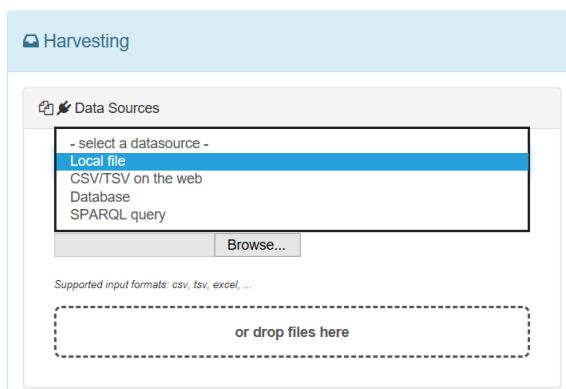 Harvesting
Data Sources
- select a datasource -
Local file
CSV/TSV on the web
Database
SPARQL query
Browse...
Supported input formats: csv, tsv, excel, ...
or drop files here